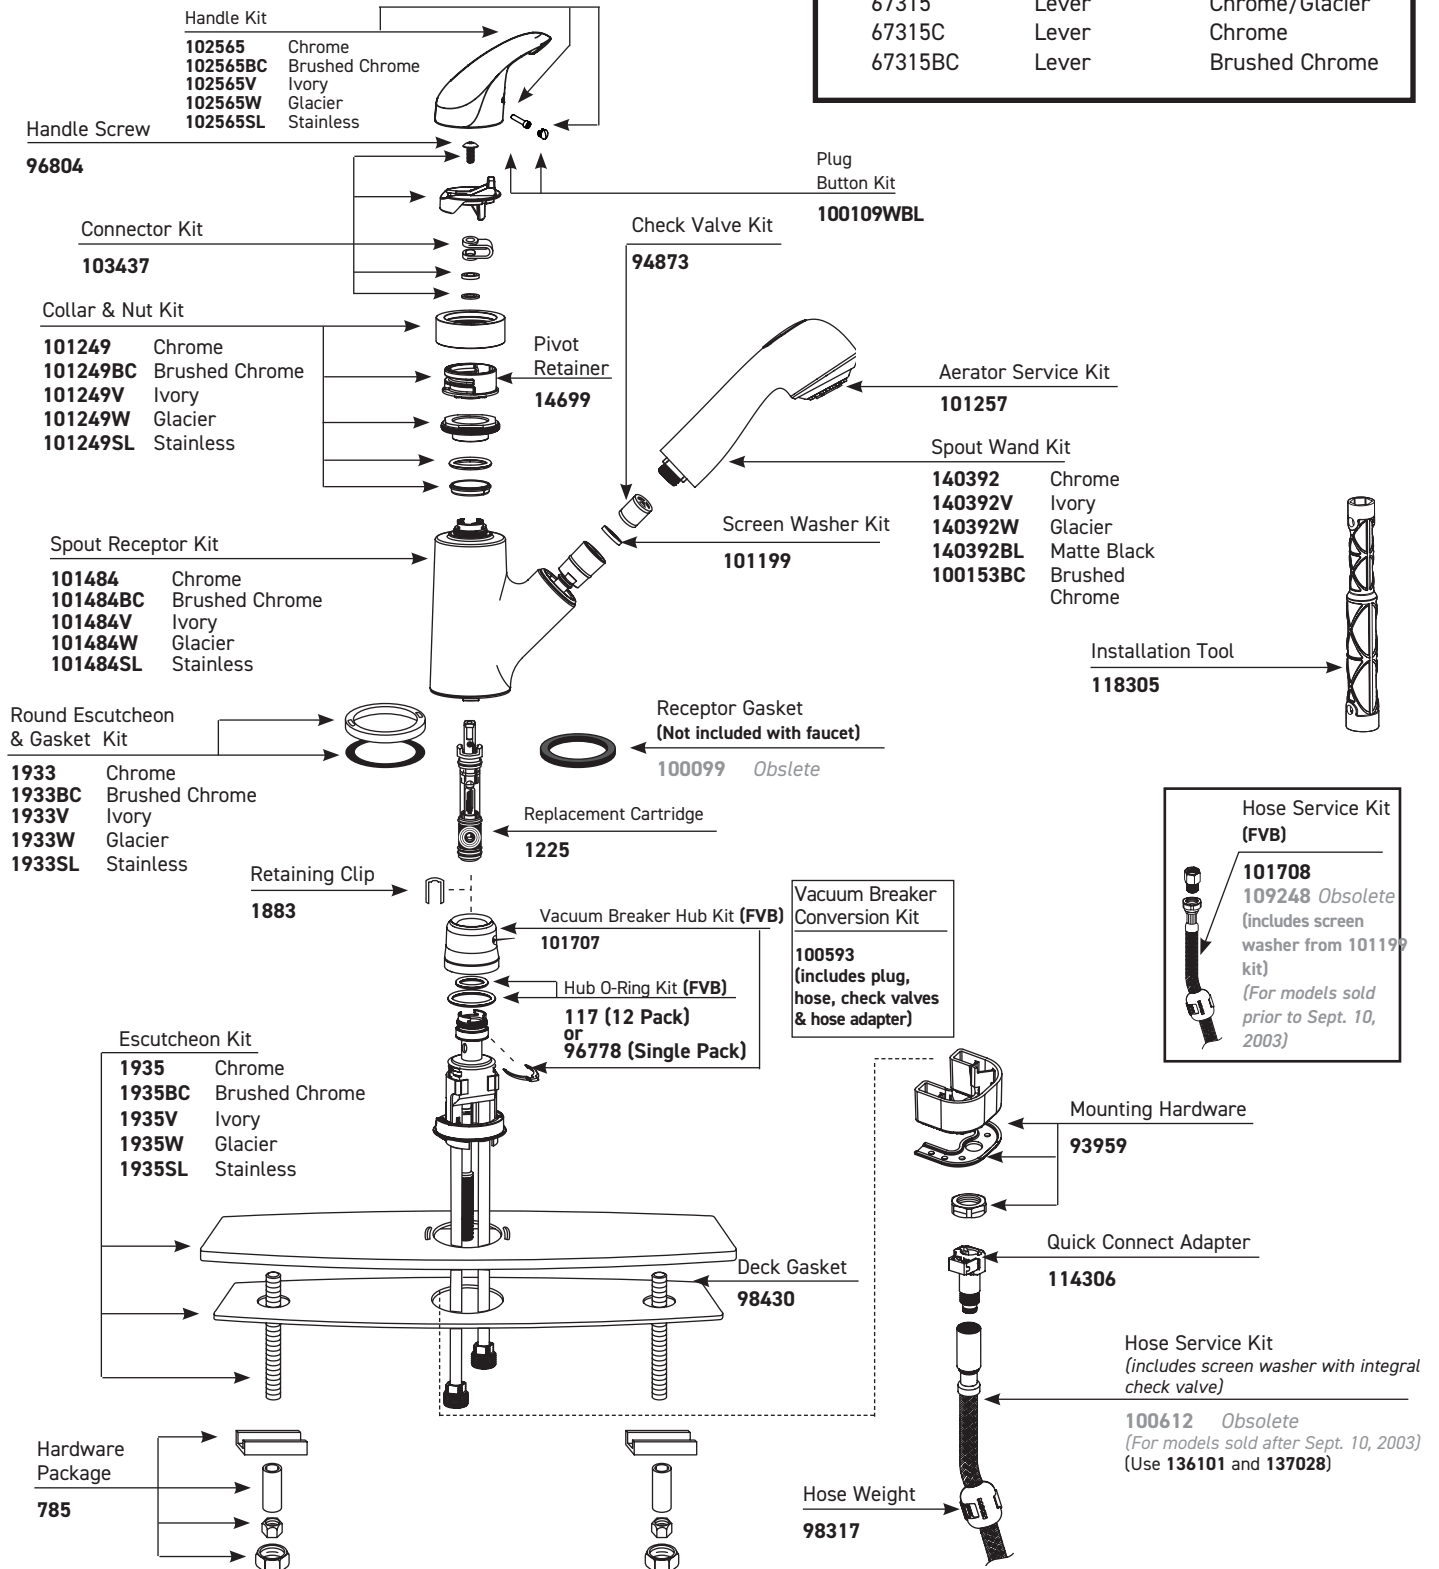 67315 Lever Chrome/Glacier
67315C Lever Chrome
67315BC Lever Brushed Chrome
Handle Kit
102565 Chrome
102565BC Brushed Chrome
102565V Ivory
102565W Glacier
102565SL Stainless
Handle Screw
96804
Plug
Button Kit
100109WBL
Connector Kit
103437
Check Valve Kit
94873
Collar & Nut Kit
101249 Chrome
101249BC Brushed Chrome
101249V Ivory
101249W Glacier
101249SL Stainless
Pivot
Retainer
14699
Aerator Service Kit
101257
Spout Wand Kit
140392 Chrome
140392V Ivory
140392W Glacier
140392BL Matte Black
100153BC Brushed
Chrome
Screen Washer Kit
101199
Spout Receptor Kit
101484 Chrome
101484BC Brushed Chrome
101484V Ivory
101484W Glacier
101484SL Stainless
Installation Tool
118305
Round Escutcheon
& Gasket Kit
1933 Chrome
1933BC Brushed Chrome
1933V Ivory
1933W Glacier
1933SL Stainless
Receptor Gasket
(Not included with faucet)
100099 Obslete
Replacement Cartridge
1225
Retaining Clip
1883
Vacuum Breaker Hub Kit (FVB)
101707
Hub O-Ring Kit (FVB)
117 (12 Pack)
or
96778 (Single Pack)
Vacuum Breaker
Conversion Kit
100593
(includes plug,
hose, check valves
& hose adapter)
Hose Service Kit
(FVB)
101708
109248 Obsolete
(includes screen
washer from 101199
kit)
(For models sold
prior to Sept. 10,
2003)
Escutcheon Kit
1935 Chrome
1935BC Brushed Chrome
1935V Ivory
1935W Glacier
1935SL Stainless
Mounting Hardware
93959
Quick Connect Adapter
114306
Deck Gasket
98430
Hose Service Kit
(includes screen washer with integral
check valve)
100612 Obsolete
(For models sold after Sept. 10, 2003)
(Use 136101 and 137028)
Hardware
Package
785
Hose Weight
98317